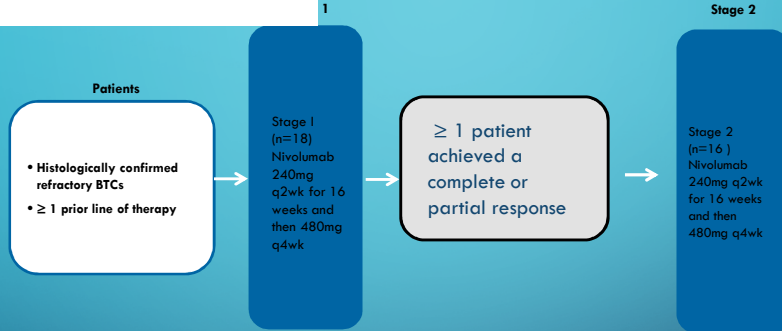 1
Stage 2
Patients
• Histologically confirmed
refractory BTCs
• ≥ 1 prior line of therapy
Stage I
(n=18)
Nivolumab
240mg
q2wk for 16
weeks and
then 480mg
q4wk
≥ 1 patient
achieved a
complete or
partial response
Stage 2
(n=16 )
Nivolumab
240mg q2wk
for 16 weeks
and then
480mg q4wk